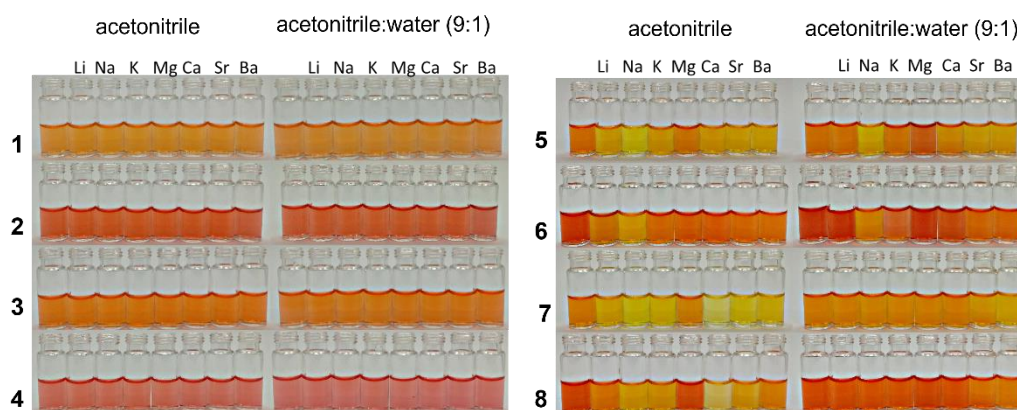 acetonitrile
acetonitrile:water (9:1)
Li Na K Mg Ca Sr Ba
Li Na K Mg Ca Sr Ba
1
2
3
4
acetonitrile
acetonitrile:water (9:1)
Li Na K Mg Ca Sr Ba
Li Na K Mg Ca Sr Ba
5
6
7
8